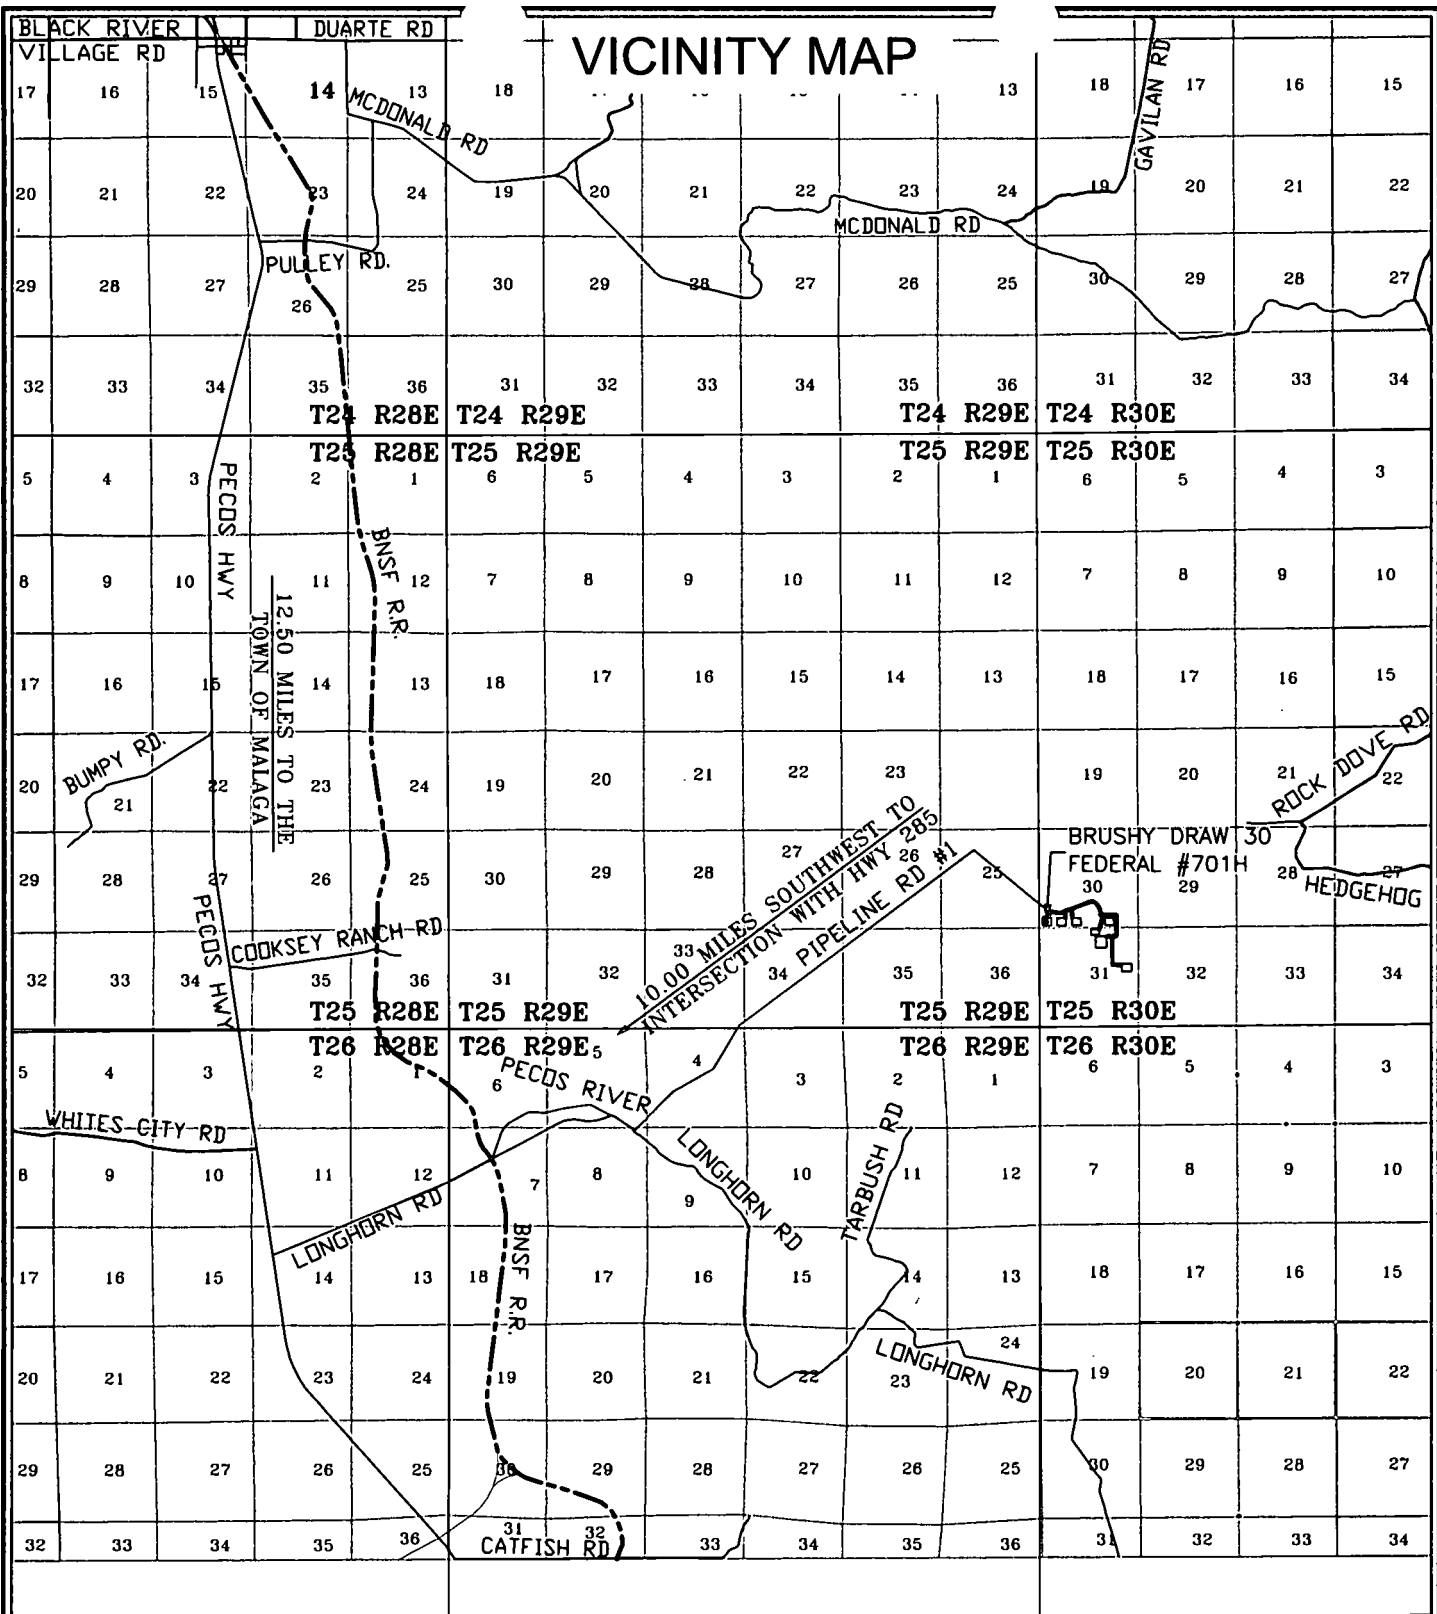 VICINITY MAP
BLACK RIVER
VILLAGE RD
DUARTE RD
GAVILAN RD
17 16 15 14 13 18 13 18 17 16 15
MCDONALD RD
20 21 22 23 24 19 20 21 22 23 24 19 20 21 22
MCDONALD RD
PULLEY RD.
29 28 27 26 25 30 29 28 27 26 25 30 29 28 27
32 33 34 35 36 31 32 33 34 35 36 31 32 33 34
T24 R28E T24 R29E T24 R29E T24 R30E
T25 R28E T25 R29E T25 R29E T25 R30E
5 4 3 2 1 6 5 4 3 2 1 6 5 4 3
PECOS HWY
BNSF R.R.
8 9 10 11 12 7 8 9 10 11 12 7 8 9 10
12.50 MILES TO THE
TOWN OF MALAGA
17 16 15 14 13 18 17 16 15 14 13 18 17 16 15
BUMPY RD.
ROCK DOVE RD
20 21 22 23 24 19 20 21 22 23 19 20 21 22
BRUSHY DRAW 30
FEDERAL #701H
29 28 27 26 25 30 29 28 27 26 25 30 29 28 27
HEDGEHOG
10.00 MILES SOUTHWEST TO
INTERSECTION WITH HWY 285
PIPELINE RD #1
PECOS HWY
COOKSEY RANCH RD
32 33 34 35 36 31 32 33 34 35 36 31 32 33 34
T25 R28E T25 R29E T25 R29E T25 R30E
T26 R28E T26 R29E T26 R29E T26 R30E
5 4 3 2 1 6 5 4 3 2 1 6 5 4 3
PECOS RIVER
WHITES CITY RD
LONGHORN RD
TARBUSH RD
8 9 10 11 12 7 8 9 10 11 12 7 8 9 10
LONGHORN RD
BNSF R.R.
17 16 15 14 13 18 17 16 15 14 13 18 17 16 15
LONGHORN RD
20 21 22 23 24 19 20 21 22 23 24 19 20 21 22
29 28 27 26 25 30 29 28 27 26 25 30 29 28 27
32 33 34 35 36 31 32 33 34 35 36 31 32 33 34
CATFISH RD